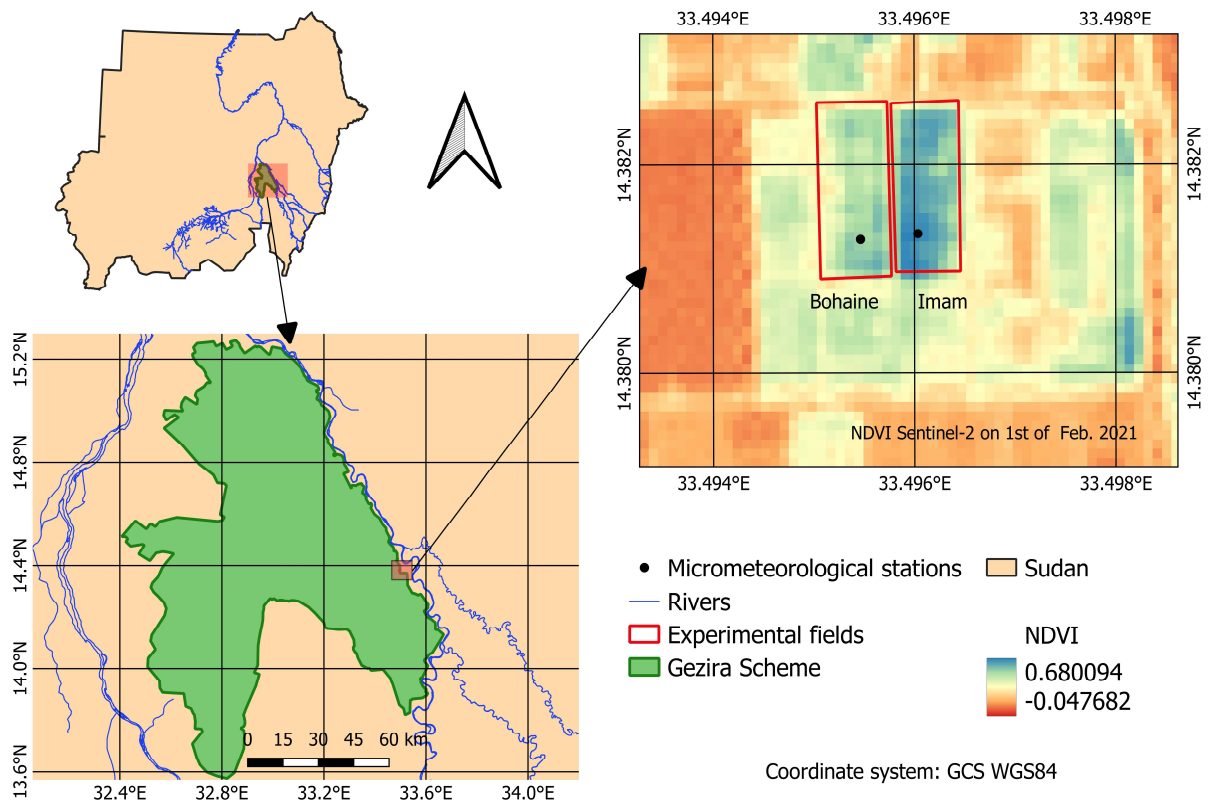 33.494°E 33.496°E 33.498°E
14.382°N
14.382°N
Bohaine Imam
14.380°N
14.380°N
NDVI Sentinel-2 on 1st of Feb. 2021
33.494°E 33.496°E 33.498°E
15.2°N
14.8°N
14.4°N
14.0°N
13.6°N
0 15 30 45 60 km
32.4°E 32.8°E 33.2°E 33.6°E 34.0°E
Micrometeorological stations
Rivers
Experimental fields
Gezira Scheme
Sudan
NDVI
0.680094
-0.047682
Coordinate system: GCS WGS84